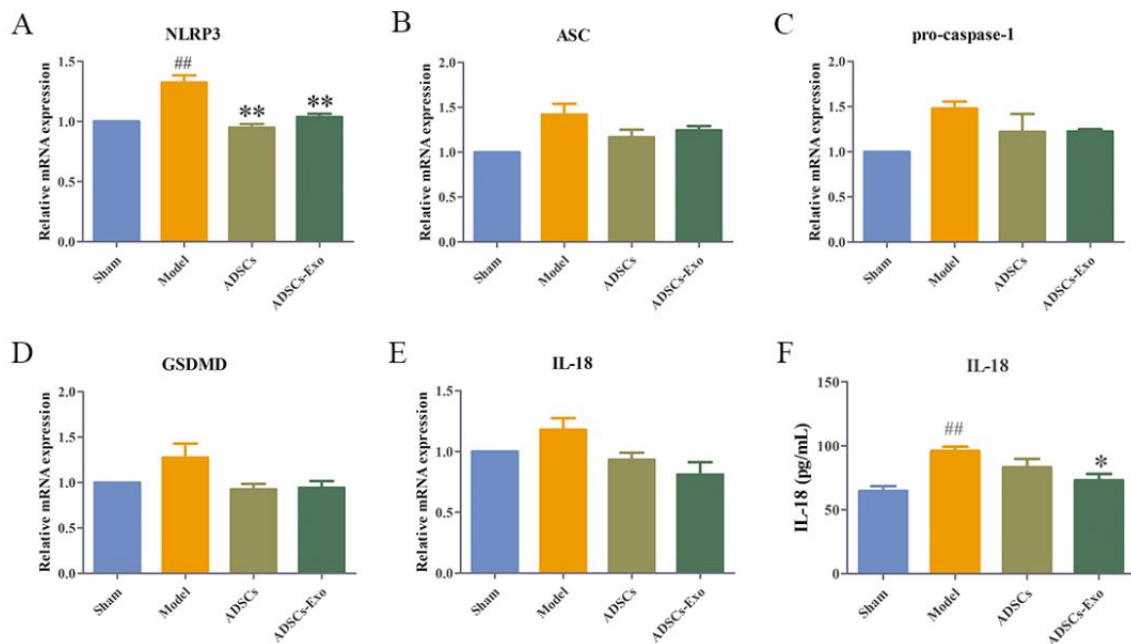 A
NLRP3
Relative mRNA expression
1.5
1.0
0.5
0.0
##
**
**
Sham
Model
ADSCs
ADSCs-Exo
B
ASC
Relative mRNA expression
2.0
1.5
1.0
0.5
0.0
Sham
Model
ADSCs
ADSCs-Exo
C
pro-caspase-1
Relative mRNA expression
2.0
1.5
1.0
0.5
0.0
Sham
Model
ADSCs
ADSCs-Exo
D
GSDMD
Relative mRNA expression
2.0
1.5
1.0
0.5
0.0
Sham
Model
ADSCs
ADSCs-Exo
E
IL-18
Relative mRNA expression
1.5
1.0
0.5
0.0
Sham
Model
ADSCs
ADSCs-Exo
F
IL-18
IL-18 (pg/mL)
150
100
50
0
##
*
Sham
Model
ADSCs
ADSCs-Exo